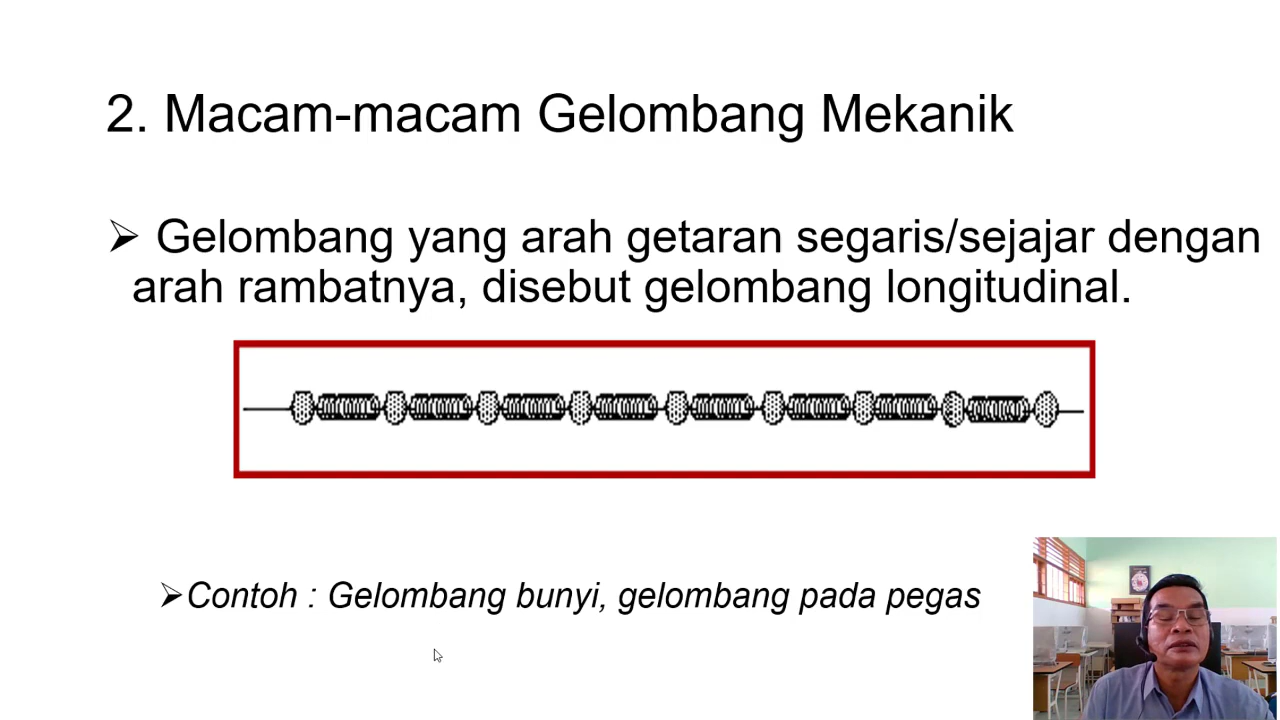 2. Macam-macam Gelombang Mekanik
➢ Gelombang yang arah getaran segaris/sejajar dengan
arah rambatnya, disebut gelombang longitudinal.
➢Contoh : Gelombang bunyi, gelombang pada pegas